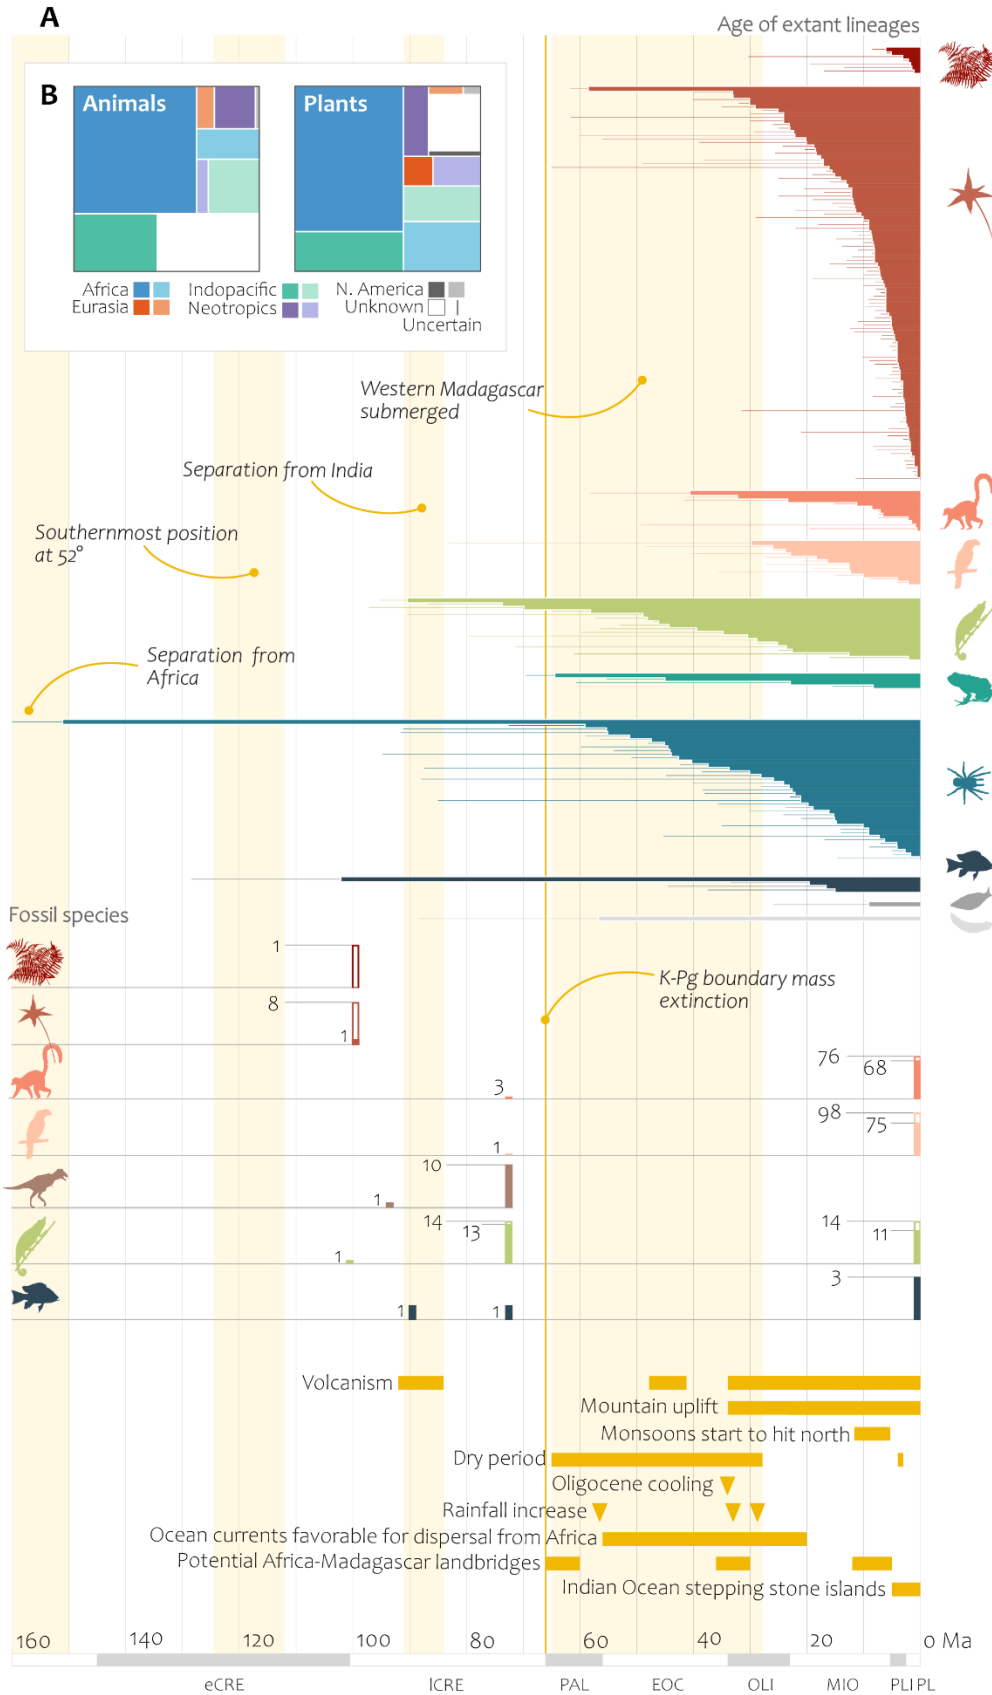 A
Age of extant lineages
B
Animals
Plants
Africa
Indopacific
N. America
Eurasia
Neotropics
Unknown
Uncertain
Western Madagascar
submerged
Separation from India
Southernmost position
at 52°
Separation from
Africa
Fossil species
1
8
1
K-Pg boundary mass
extinction
76
68
3
98
75
1
10
1
14
13
14
11
1
3
1
1
Volcanism
Mountain uplift
Monsoons start to hit north
Dry period
Oligocene cooling
Rainfall increase
Ocean currents favorable for dispersal from Africa
Potential Africa-Madagascar landbridges
Indian Ocean stepping stone islands
160 140 120 100 80 60 40 20 0 Ma
eCRE lCRE PAL EOC OLI MIO PLI PL